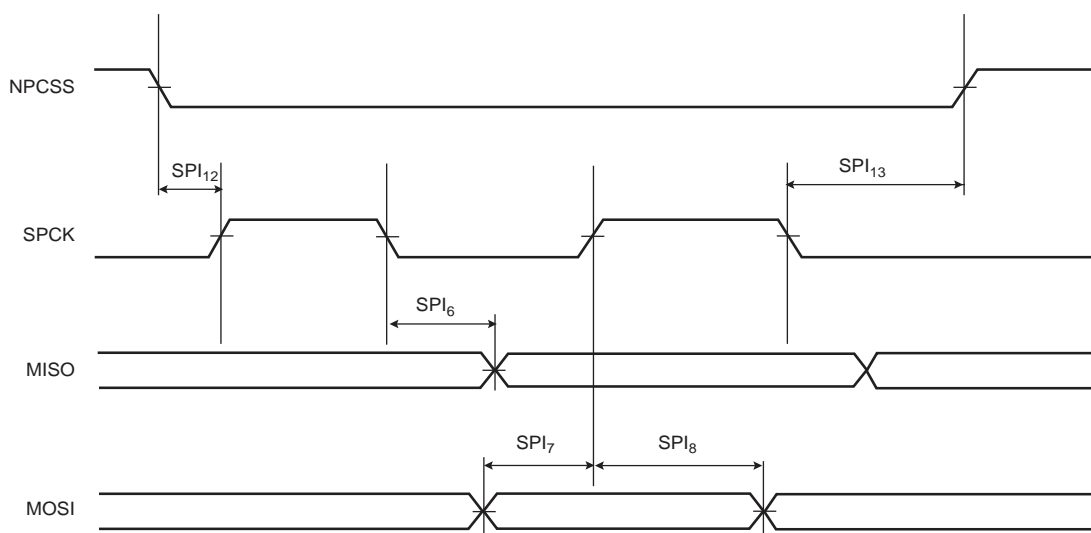 NPCSS
SPI₁₂
SPI₁₃
SPCK
SPI₆
MISO
SPI₇
SPI₈
MOSI